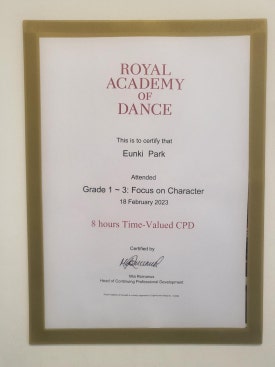 ROYAL
ACADEMY
OF
DANCE
This is to certify that
Eunki Park
Attended
Grade 1 ~ 3: Focus on Character
18 February 2023
8 hours Time-Valued CPD
Certified by
Head of Continuing Professional Development